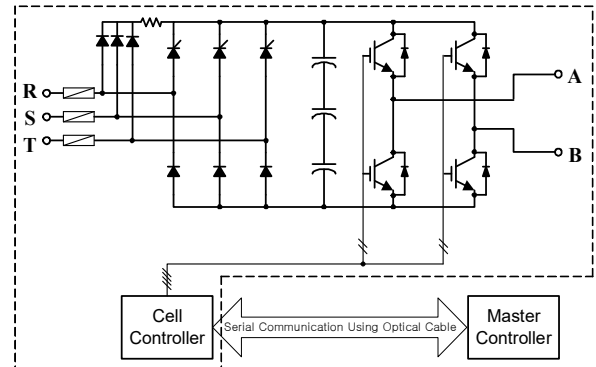 R
S
T
A
B
Cell
Controller
Serial Communication Using Optical Cable
Master
Controller